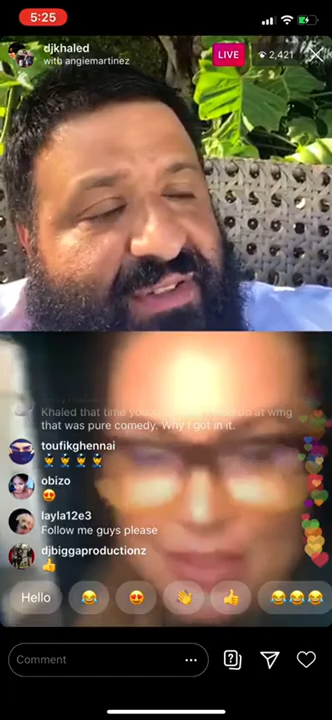 5:25
djkhaled
with angiemartinez
LIVE
2,421
Khaled that time you up at wmg
that was pure comedy. Why I got in it.
toufikghennai
obizo
layla12e3
Follow me guys please
djbiggaproductionz
Hello
Comment